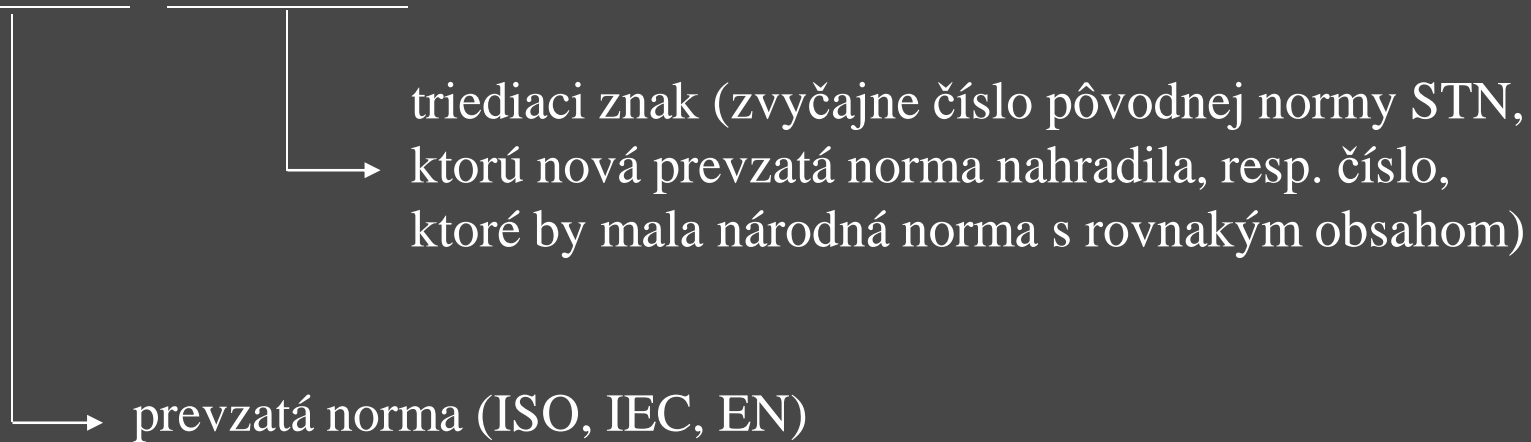 triediaci znak (zvyčajne číslo pôvodnej normy STN,
ktorú nová prevzatá norma nahradila, resp. číslo,
ktoré by mala národná norma s rovnakým obsahom)
prevzatá norma (ISO, IEC, EN)